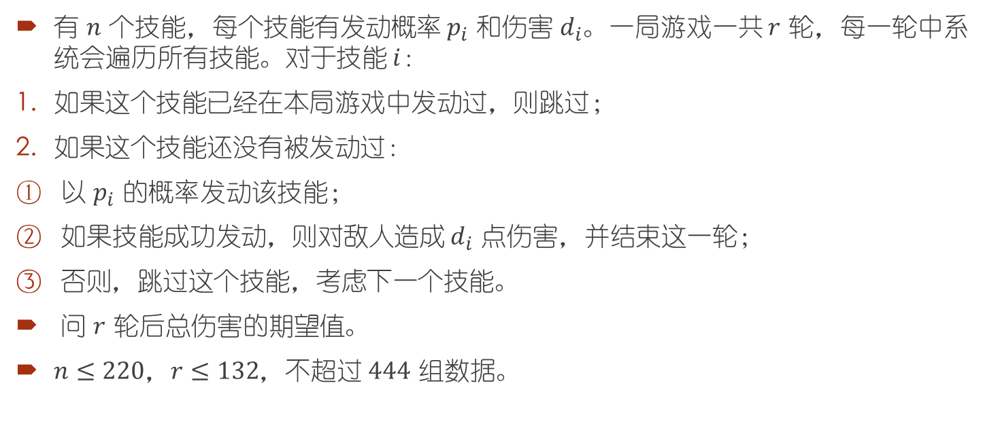 有 n 个技能，每个技能有发动概率 pᵢ 和伤害 dᵢ。一局游戏一共 r 轮，每一轮中系
统会遍历所有技能。对于技能 i：
1. 如果这个技能已经在本局游戏中发动过，则跳过；
2. 如果这个技能还没有被发动过：
① 以 pᵢ 的概率发动该技能；
② 如果技能成功发动，则对敌人造成 dᵢ 点伤害，并结束这一轮；
③ 否则，跳过这个技能，考虑下一个技能。
问 r 轮后总伤害的期望值。
n ≤ 220，r ≤ 132，不超过 444 组数据。